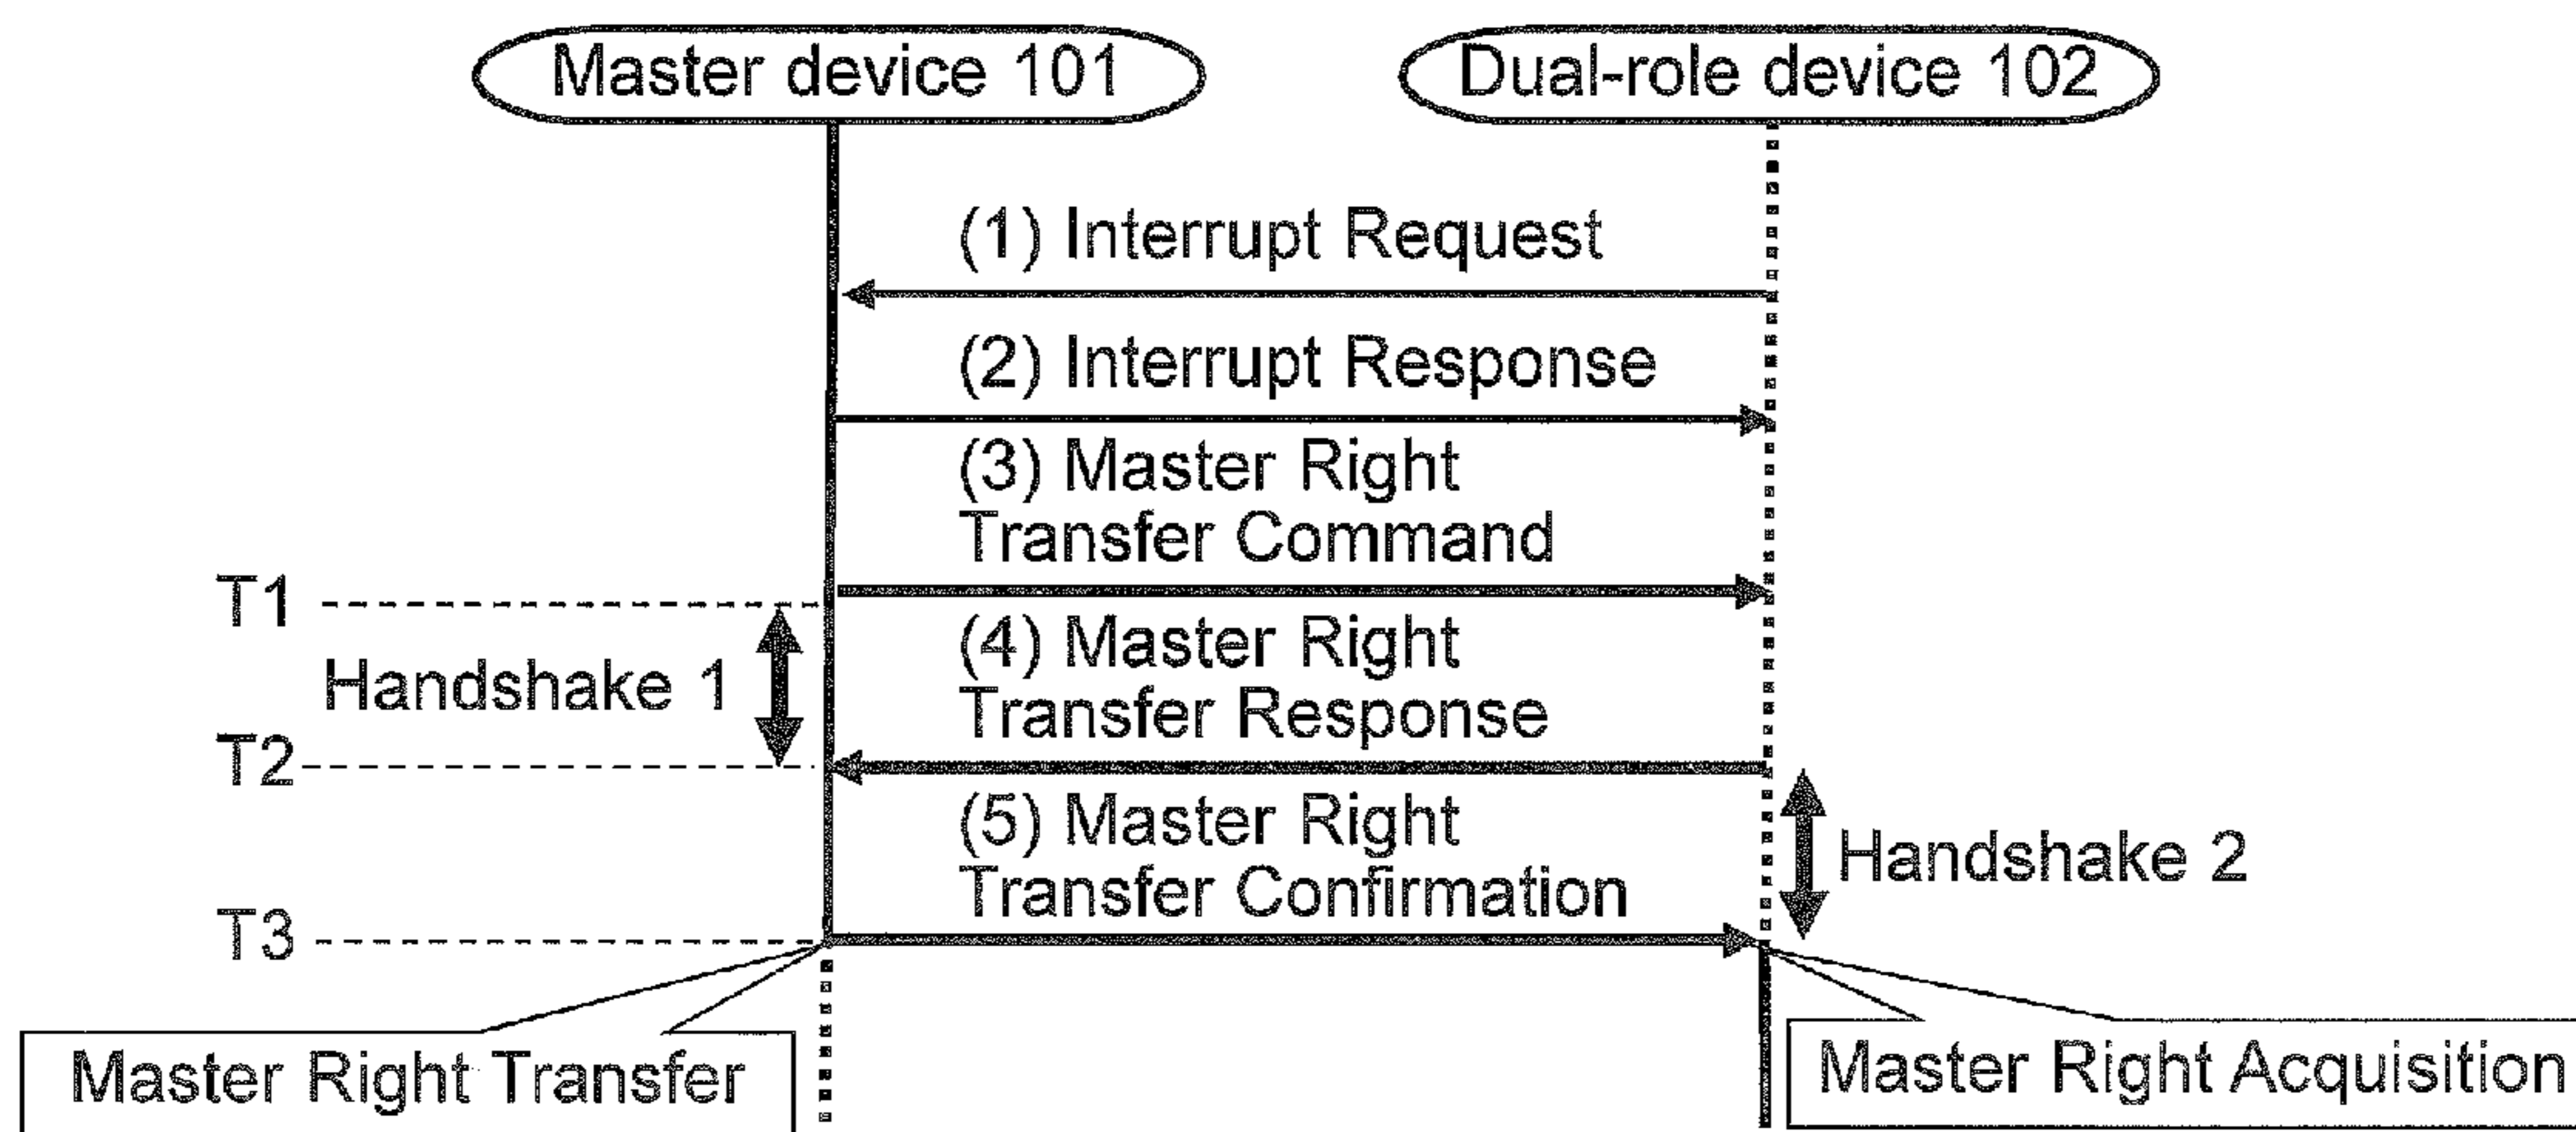 Master device 101
Dual-role device 102
(1) Interrupt Request
(2) Interrupt Response
(3) Master Right
Transfer Command
T1
(4) Master Right
Transfer Response
Handshake 1
T2
(5) Master Right
Transfer Confirmation
Handshake 2
T3
Master Right Transfer
Master Right Acquisition